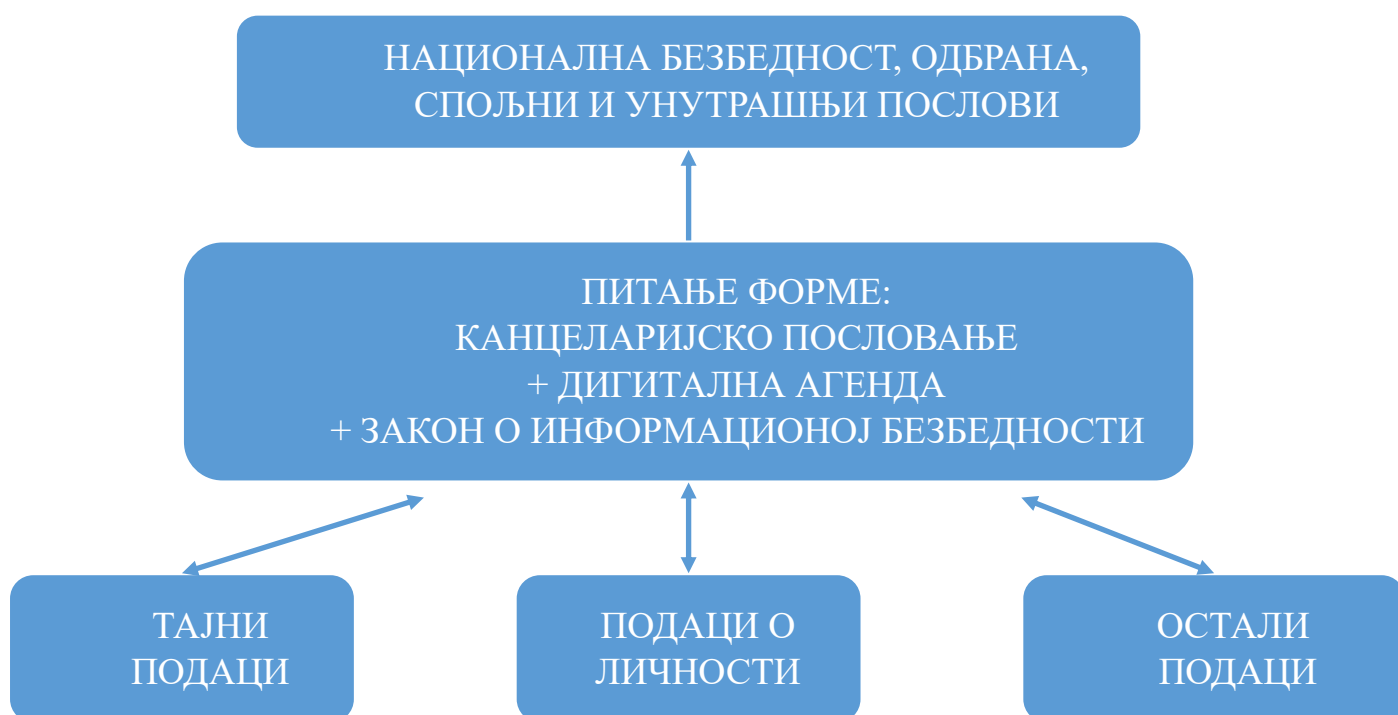 НАЦИОНАЛНА БЕЗБЕДНОСТ, ОДБРАНА,
СПОЉНИ И УНУТРАШЊИ ПОСЛОВИ
ПИТАЊЕ ФОРМЕ:
КАНЦЕЛАРИЈСКО ПОСЛОВАЊЕ
+ ДИГИТАЛНА АГЕНДА
+ ЗАКОН О ИНФОРМАЦИОНОЈ БЕЗБЕДНОСТИ
ТАЈНИ
ПОДАЦИ
ПОДАЦИ О
ЛИЧНОСТИ
ОСТАЛИ
ПОДАЦИ